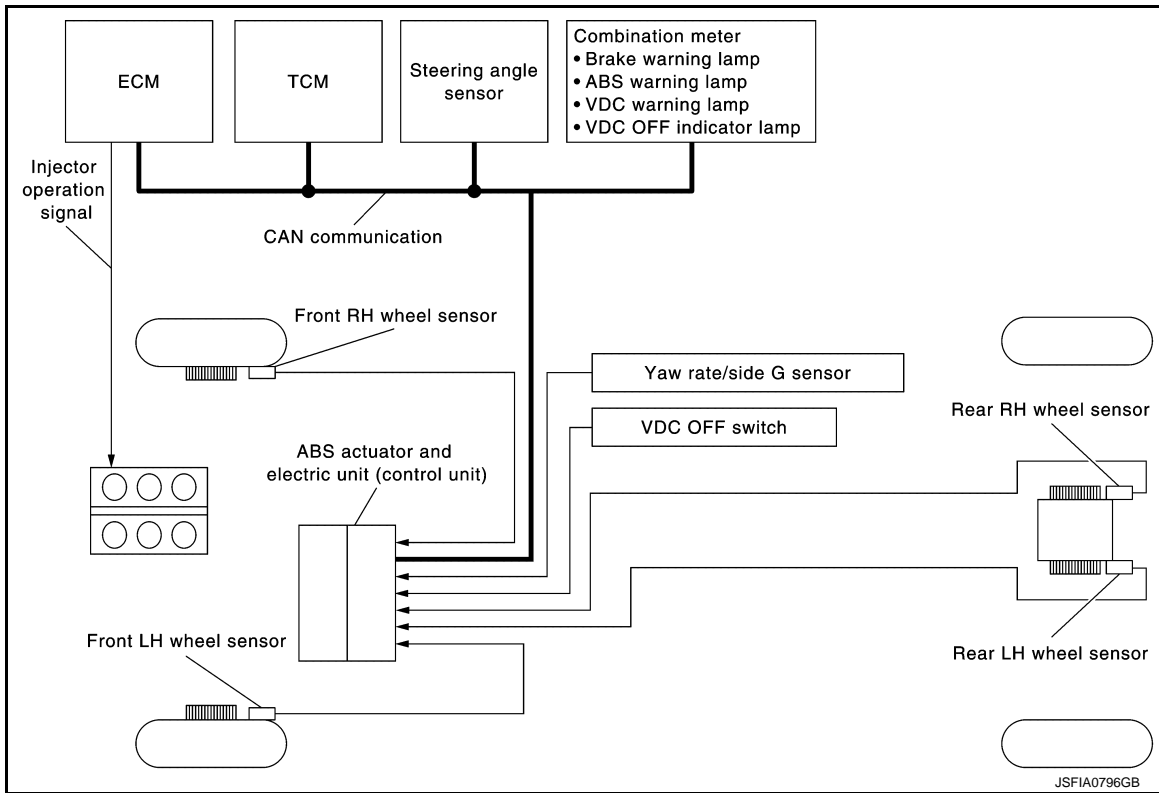 ECM
TCM
Steering angle
sensor
Combination meter
• Brake warning lamp
• ABS warning lamp
• VDC warning lamp
• VDC OFF indicator lamp
Injector
operation
signal
CAN communication
Front RH wheel sensor
Yaw rate/side G sensor
VDC OFF switch
Rear RH wheel sensor
ABS actuator and
electric unit (control unit)
Front LH wheel sensor
Rear LH wheel sensor
JSFIA0796GB